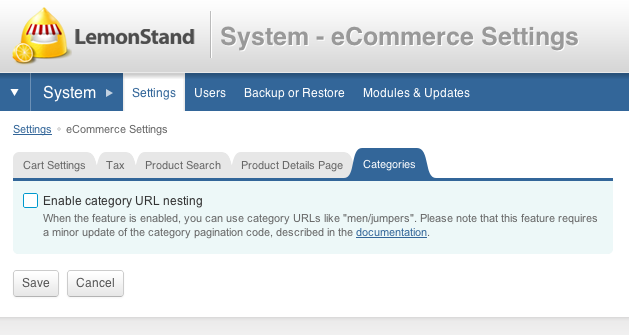 LemonStand
System - eCommerce Settings
System Settings Users Backup or Restore Modules & Updates
Settings • eCommerce Settings
Cart Settings Tax Product Search Product Details Page Categories
Enable category URL nesting
When the feature is enabled, you can use category URLs like "men/jumpers". Please note that this feature requires
a minor update of the category pagination code, described in the documentation.
Save Cancel